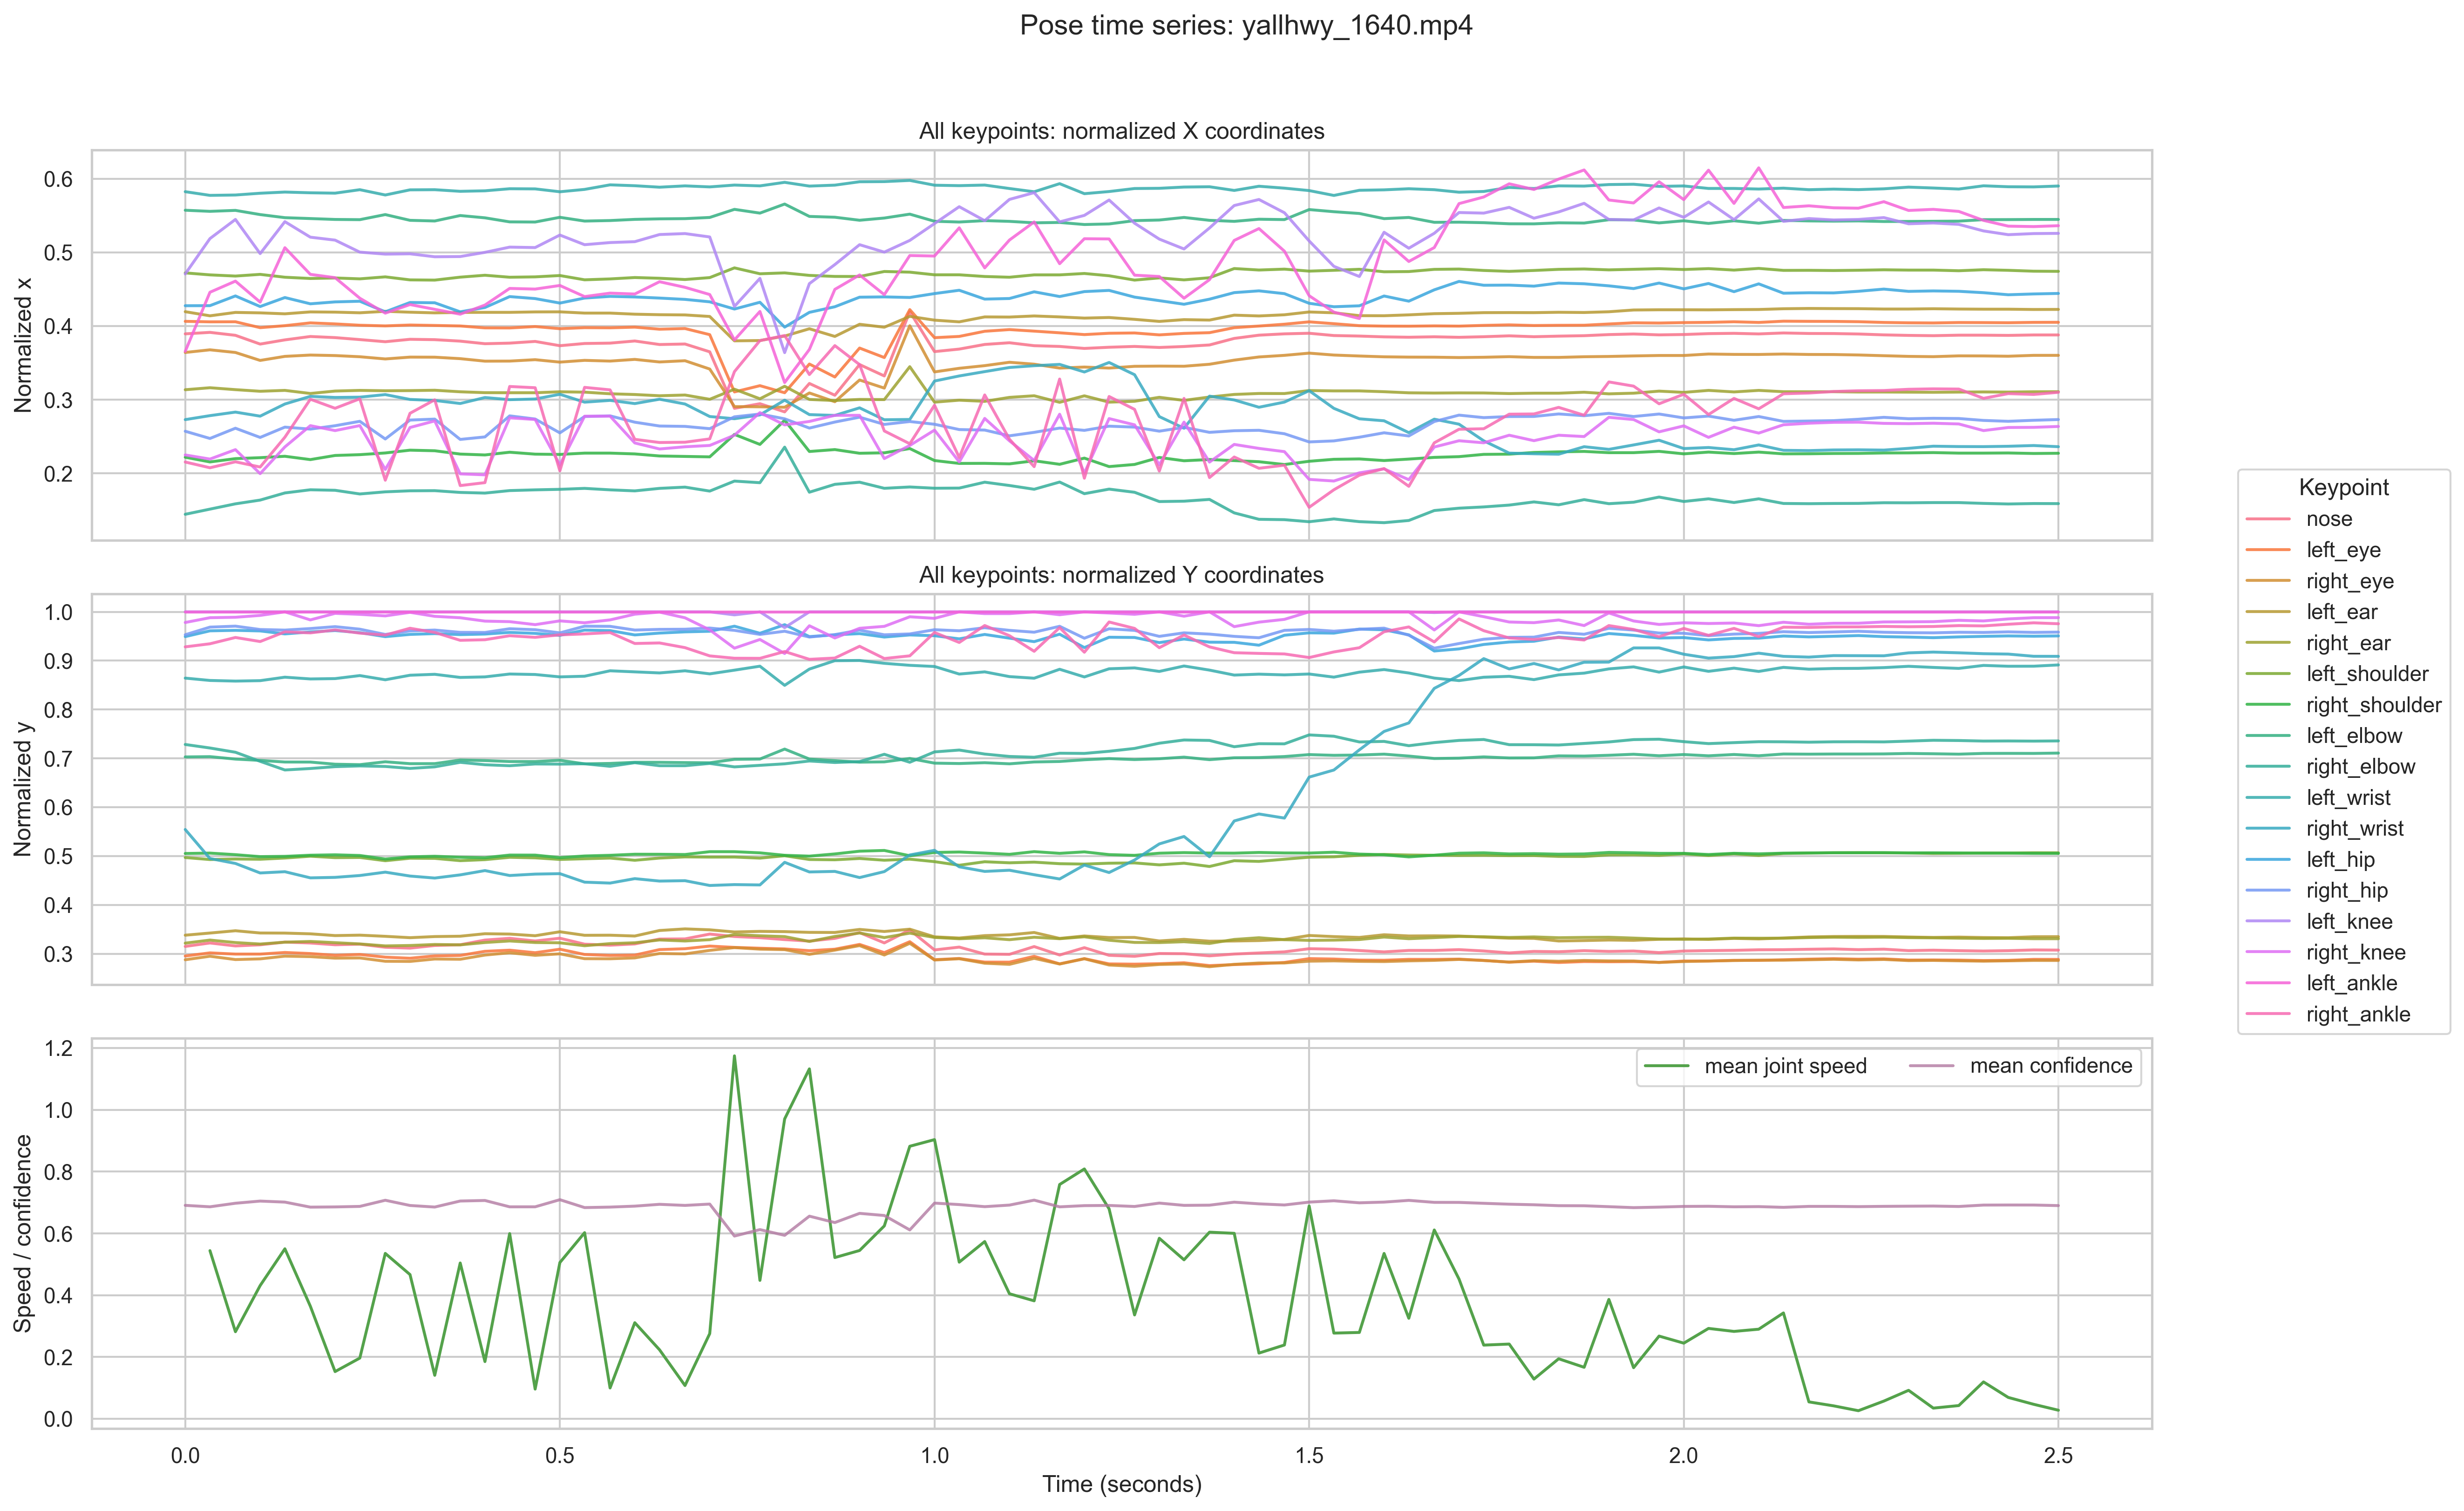 Pose time series: yallhwy_1640.mp4
All keypoints: normalized X coordinates
Normalized x
0.6
0.5
0.4
0.3
0.2
All keypoints: normalized Y coordinates
Normalized y
1.0
0.9
0.8
0.7
0.6
0.5
0.4
0.3
Keypoint
nose
left_eye
right_eye
left_ear
right_ear
left_shoulder
right_shoulder
left_elbow
right_elbow
left_wrist
right_wrist
left_hip
right_hip
left_knee
right_knee
left_ankle
right_ankle
Speed / confidence
1.2
1.0
0.8
0.6
0.4
0.2
0.0
mean joint speed mean confidence
0.0 0.5 1.0 1.5 2.0 2.5
Time (seconds)